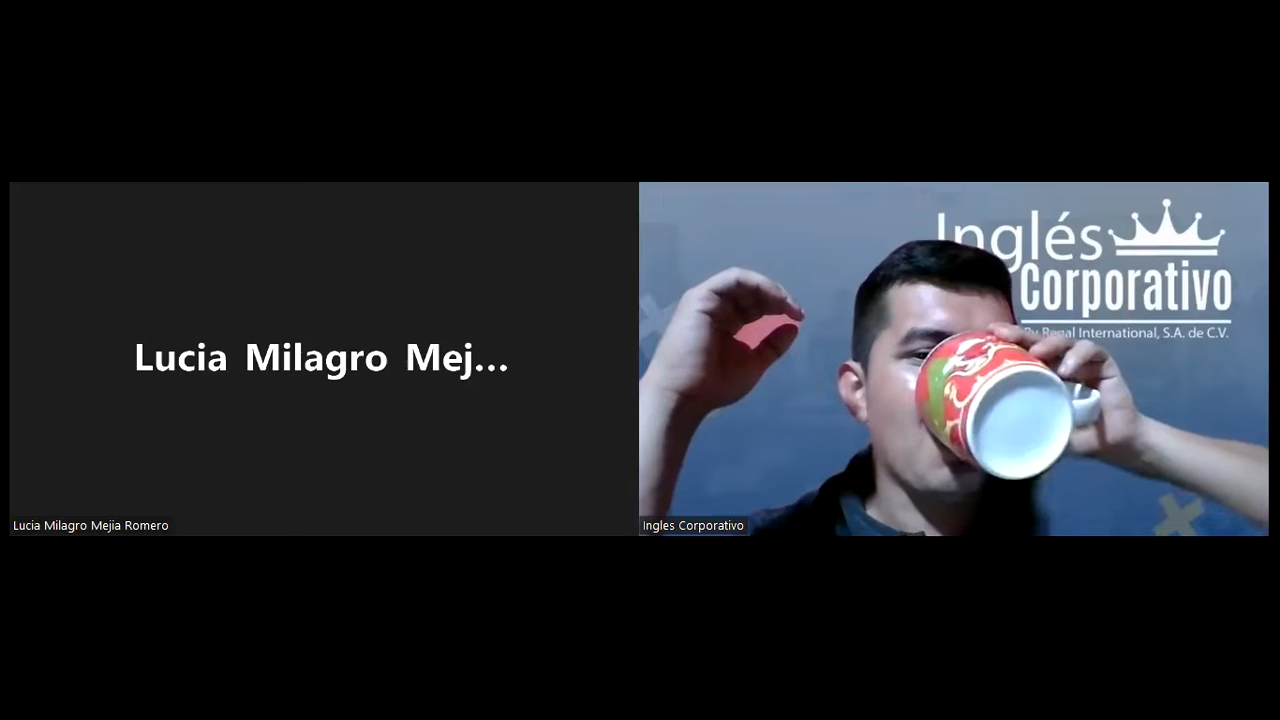 Lucia Milagro Mej...
Lucia Milagro Mejia Romero
Inglés
Corporativo
By Regal International, S.A. de C.V.
Ingles Corporativo